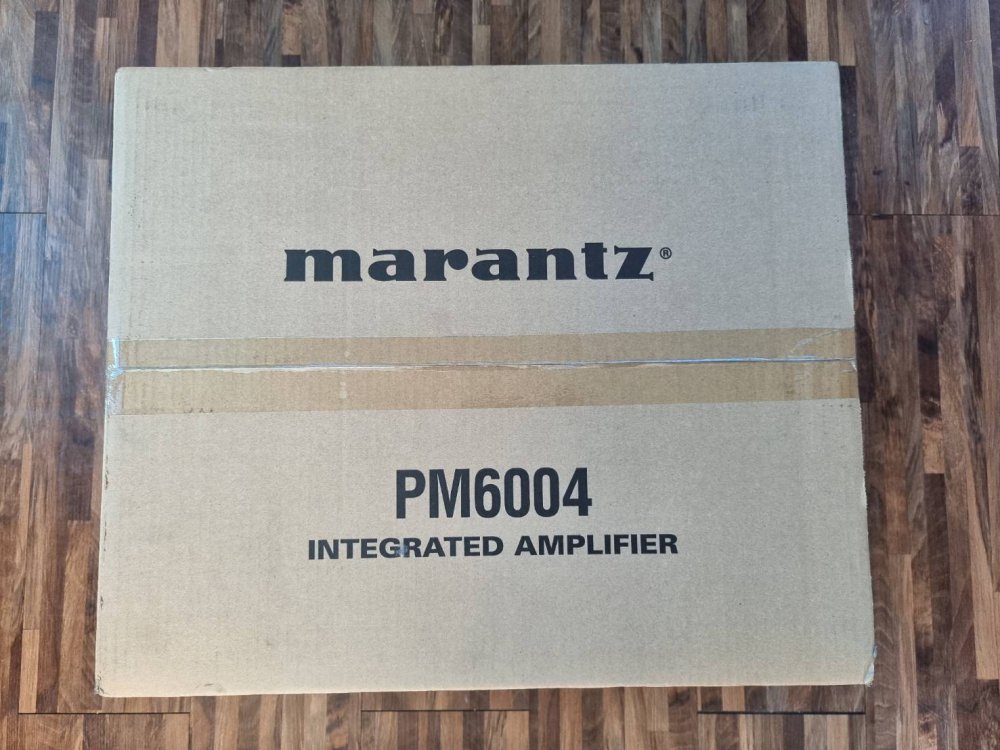 marantz®
PM6004
INTEGRATED AMPLIFIER